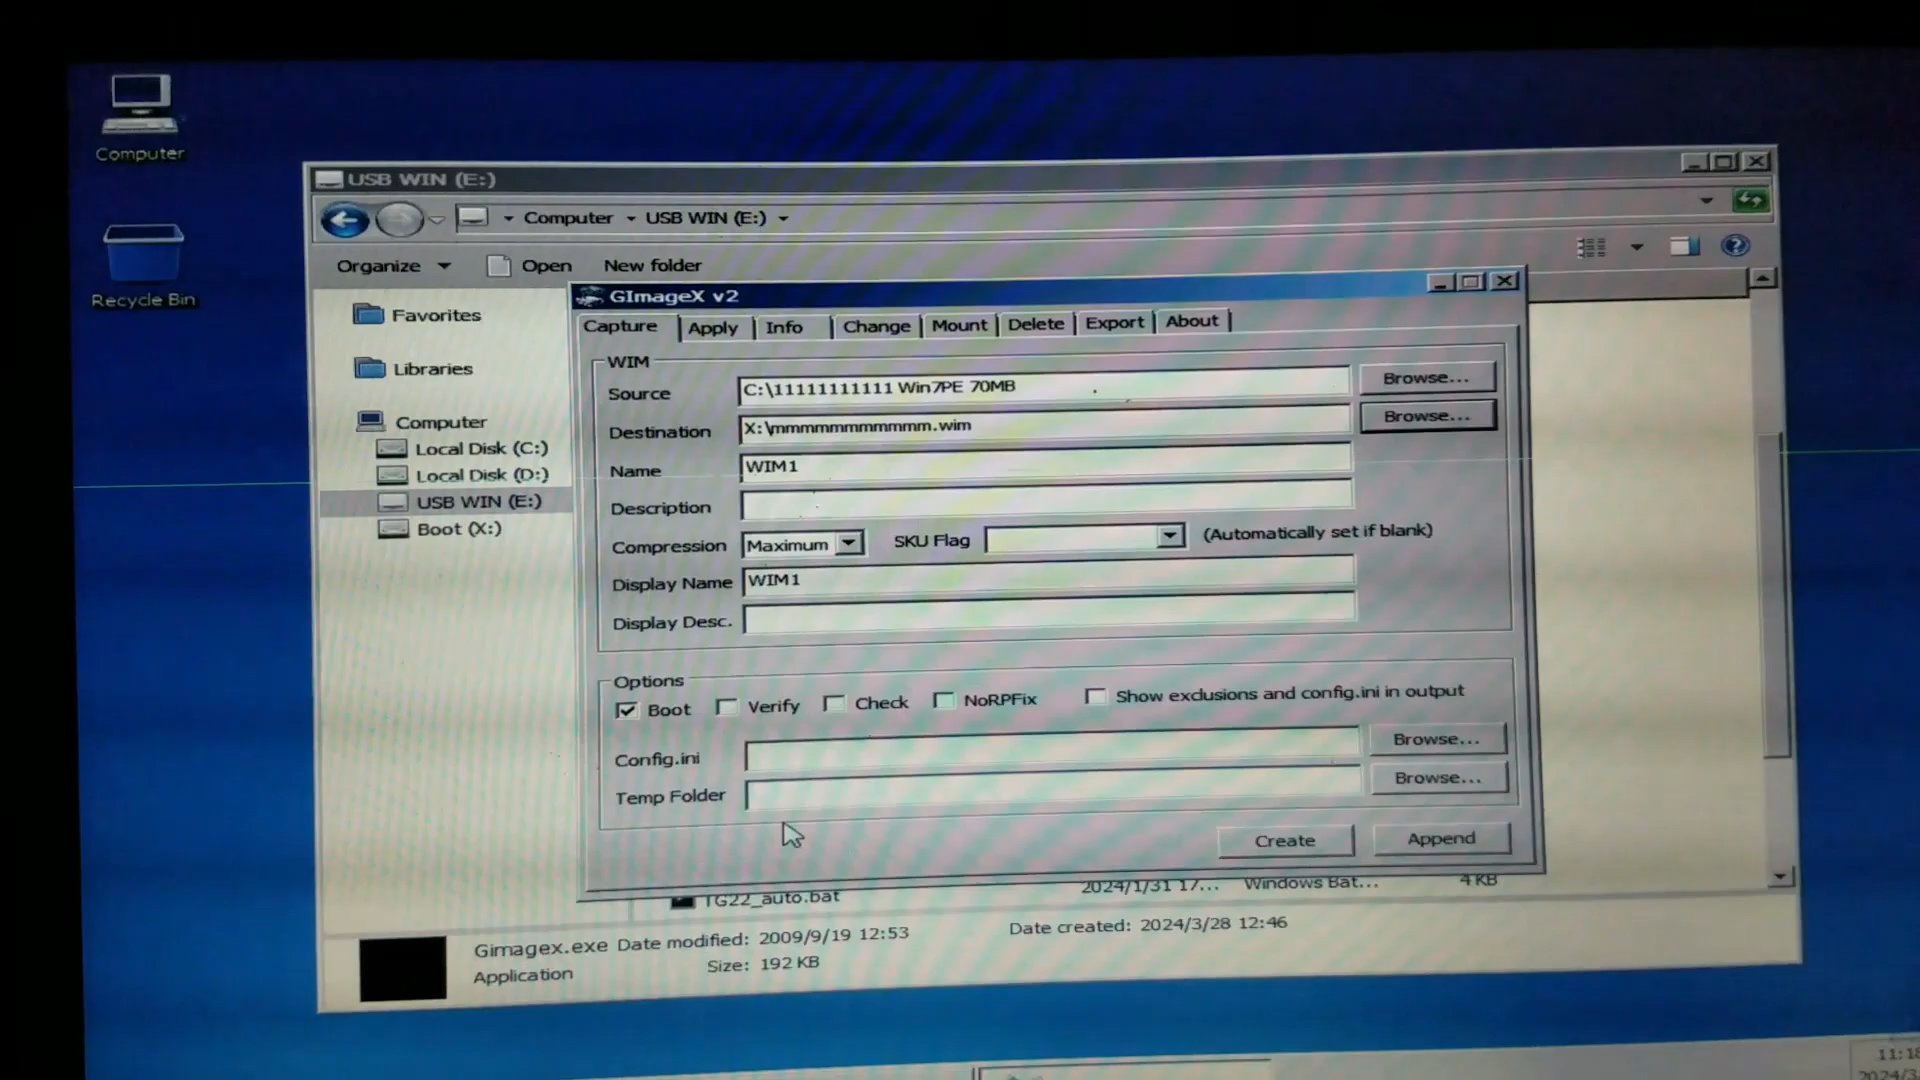 Computer
Recycle Bin
USB WIN (E:)
Computer
USB WIN (E:)
Organize
Open
New folder
Favorites
Libraries
Computer
Local Disk (C:)
Local Disk (D:)
USB WIN (E:)
Boot (X:)
GImageX v2
Capture
Apply
Info
Change
Mount
Delete
Export
About
WIM
Source
C:\11111111111 Win7PE 70MB
Browse...
Destination
X:\mmmmmmmmmm.wim
Browse...
Name
WIM1
Description
Compression
Maximum
SKU Flag
(Automatically set if blank)
Display Name
WIM1
Display Desc.
Options
Boot
Verify
Check
NoRPFix
Show exclusions and config.ini in output
Config.ini
Browse...
Temp Folder
Browse...
Create
Append
TG22_auto.bat
2024/1/31 17...
Windows Bat...
4 KB
Gimagex.exe Date modified: 2009/9/19 12:53
Date created: 2024/3/28 12:46
Application
Size: 192 KB